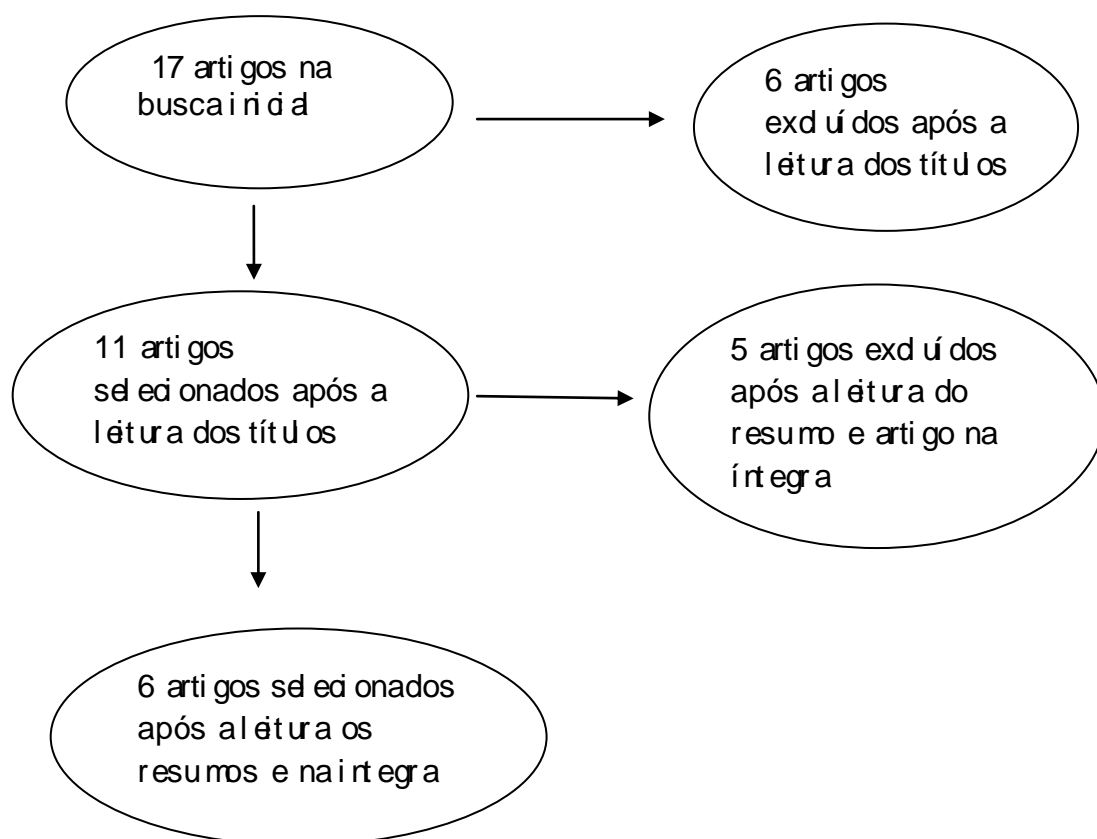 17 artigos na
busca inicial
6 artigos
excluídos após a
leitura dos títulos
11 artigos
selecionados após a
leitura dos títulos
5 artigos excluídos
após a leitura do
resumo e artigo na
íntegra
6 artigos selecionados
após a leitura os
resumos e na integra